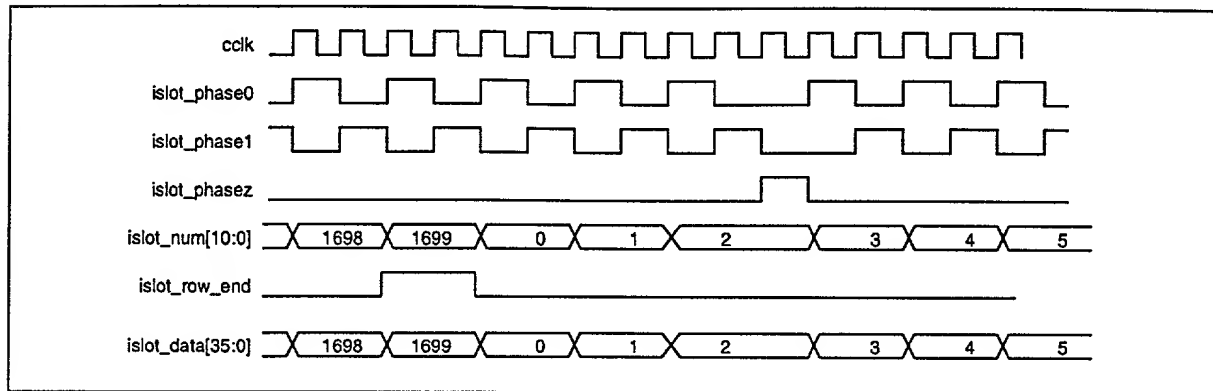 cclk
islot_phase0
islot_phase1
islot_phasez
islot_num[10:0] 1698 1699 0 1 2 3 4 5
islot_row_end
islot_data[35:0] 1698 1699 0 1 2 3 4 5